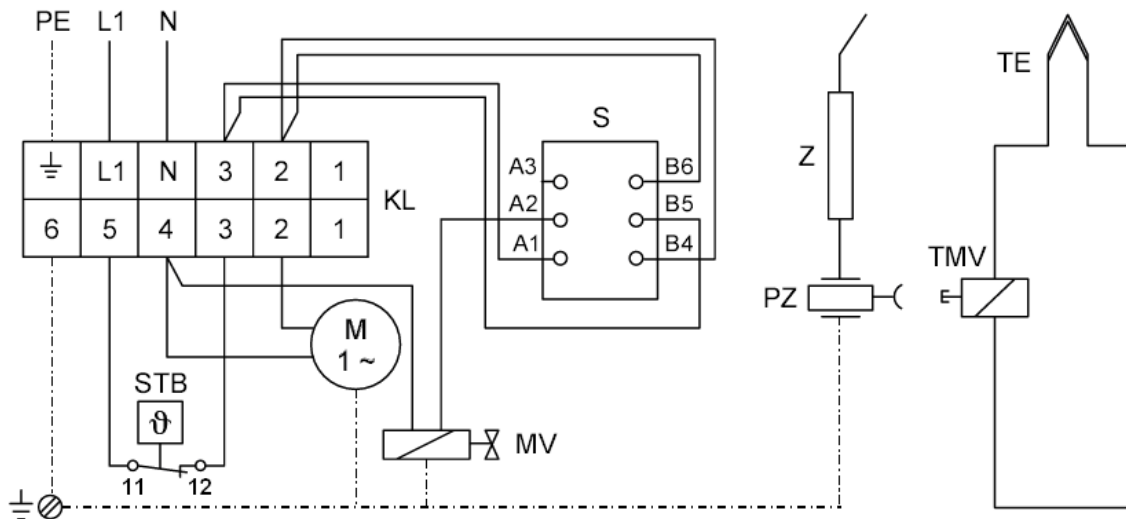 PE L1 N
TE
S
Z
L1 N 3 2 1
A3 B6
KL
A2 B5
6 5 4 3 2 1
A1 B4
TMV
PZ
M
1 ~
STB
ϑ
MV
11 12